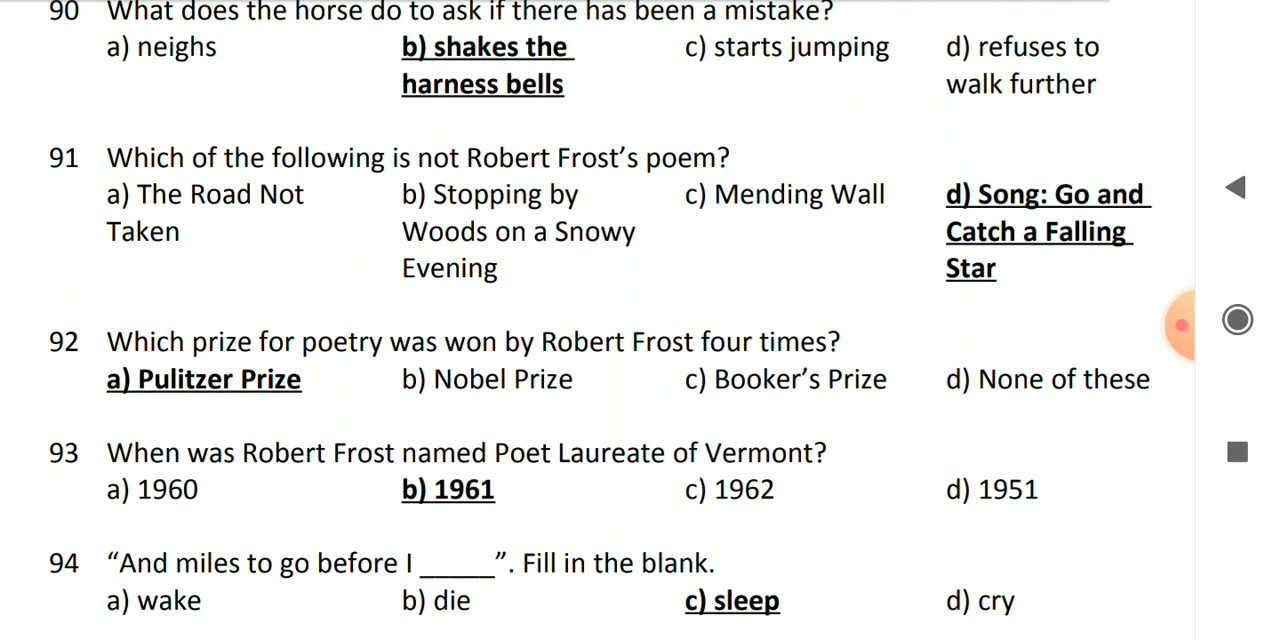 90 What does the horse do to ask if there has been a mistake?
a) neighs b) shakes the c) starts jumping d) refuses to
harness bells walk further
91 Which of the following is not Robert Frost’s poem?
a) The Road Not b) Stopping by c) Mending Wall d) Song: Go and
Taken Woods on a Snowy Catch a Falling
Evening Star
92 Which prize for poetry was won by Robert Frost four times?
a) Pulitzer Prize b) Nobel Prize c) Booker’s Prize d) None of these
93 When was Robert Frost named Poet Laureate of Vermont?
a) 1960 b) 1961 c) 1962 d) 1951
94 “And miles to go before I _____”. Fill in the blank.
a) wake b) die c) sleep d) cry